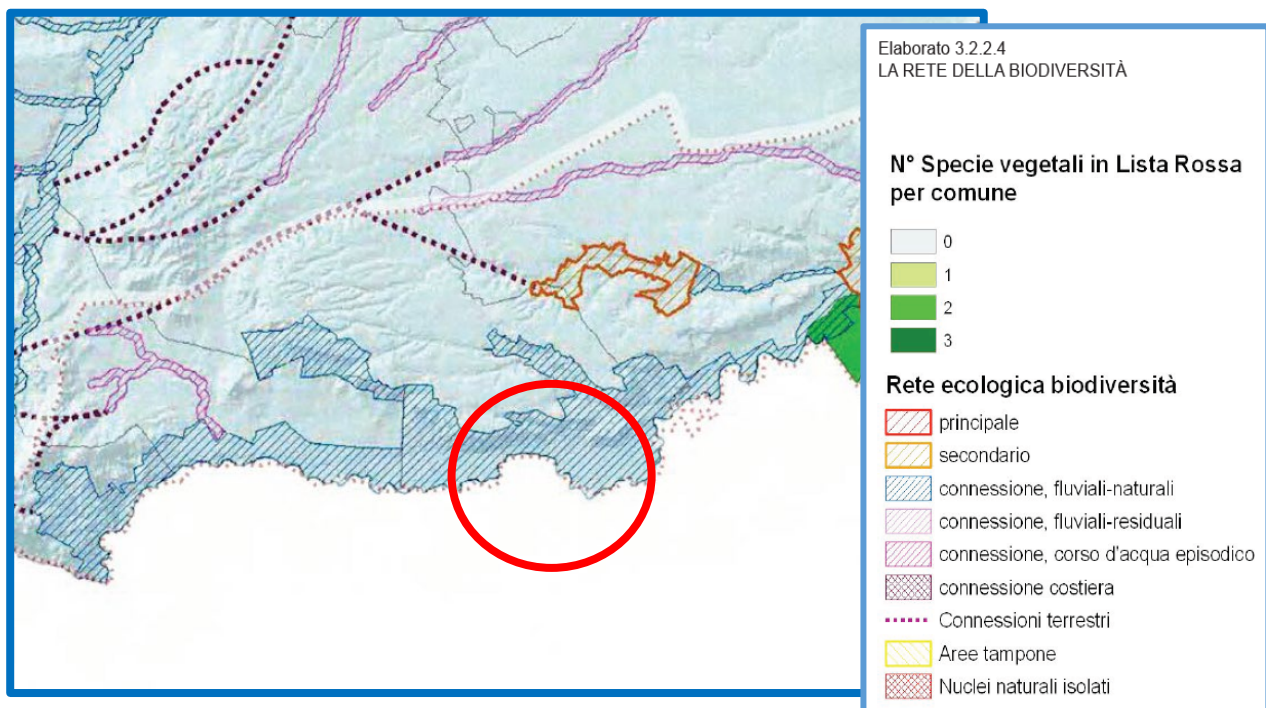 Elaborato 3.2.2.4
LA RETE DELLA BIODIVERSITÀ
N° Specie vegetali in Lista Rossa
per comune
0
1
2
3
Rete ecologica biodiversità
principale
secondario
connessione, fluviali-naturali
connessione, fluviali-residuali
connessione, corso d'acqua episodico
connessione costiera
Connessioni terrestri
Aree tampone
Nuclei naturali isolati